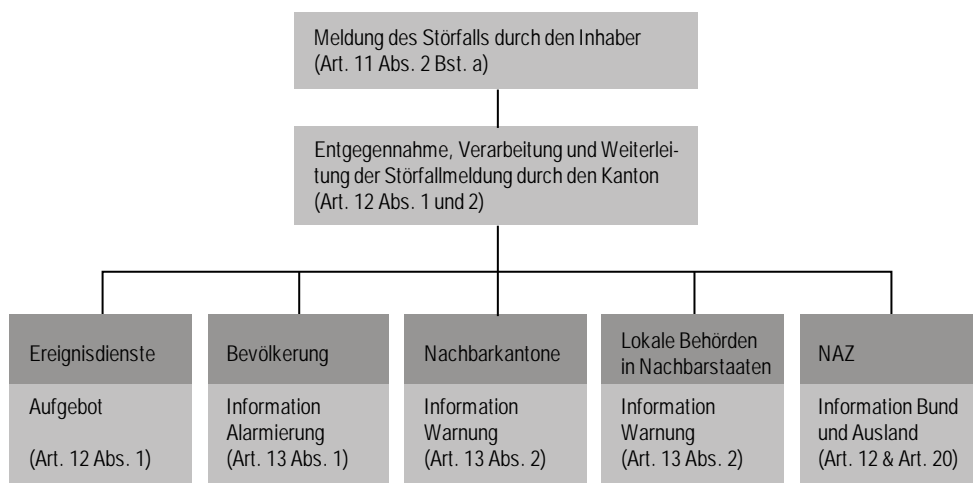 Meldung des Störfalls durch den Inhaber
(Art. 11 Abs. 2 Bst. a)
Entgegennahme, Verarbeitung und Weiterlei-
tung der Störfallmeldung durch den Kanton
(Art. 12 Abs. 1 und 2)
Ereignisdienste
Aufgebot
(Art. 12 Abs. 1)
Bevölkerung
Information
Alarmierung
(Art. 13 Abs. 1)
Nachbarkantone
Information
Warnung
(Art. 13 Abs. 2)
Lokale Behörden
in Nachbarstaaten
Information
Warnung
(Art. 13 Abs. 2)
NAZ
Information Bund
und Ausland
(Art. 12 & Art. 20)